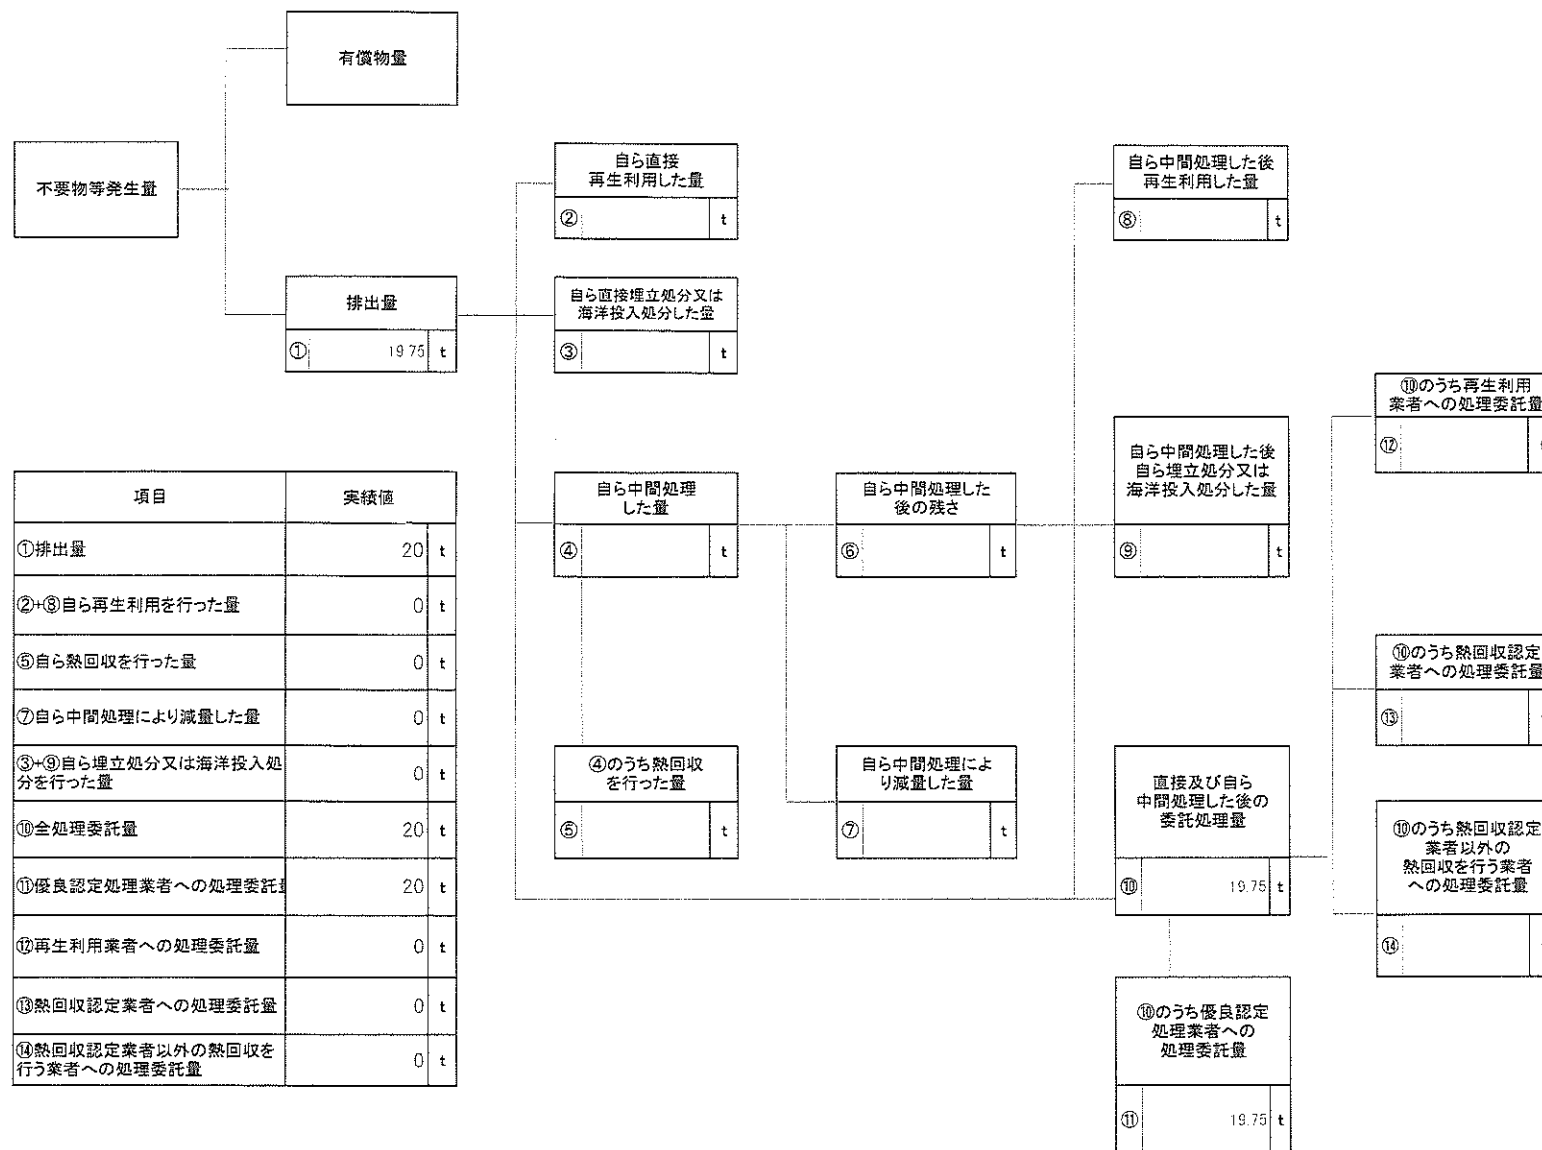 有償物量
不要物等発生量
排出量
① 19.75 t
自ら直接
再生利用した量
② t
自ら直接埋立処分又は
海洋投入処分した量
③ t
自ら中間処理
した量
④ t
④のうち熱回収
を行った量
⑤ t
自ら中間処理した
後の残さ
⑥ t
自ら中間処理によ
り減量した量
⑦ t
自ら中間処理した後
再生利用した量
⑧ t
自ら中間処理した後
自ら埋立処分又は
海洋投入処分した量
⑨ t
直接及び自ら
中間処理した後の
委託処理量
⑩ 19.75 t
⑩のうち優良認定
処理業者への
処理委託量
⑪ 19.75 t
⑩のうち再生利用
業者への処理委託量
⑫
⑩のうち熱回収認定
業者への処理委託量
⑬
⑩のうち熱回収認定
業者以外の
熱回収を行う業者
への処理委託量
⑭
項目 実績値
①排出量 20 t
②+⑧自ら再生利用を行った量 0 t
⑤自ら熱回収を行った量 0 t
⑦自ら中間処理により減量した量 0 t
③+⑨自ら埋立処分又は海洋投入処
分を行った量 0 t
⑩全処理委託量 20 t
⑪優良認定処理業者への処理委託 20 t
⑫再生利用業者への処理委託量 0 t
⑬熱回収認定業者への処理委託量 0 t
⑭熱回収認定業者以外の熱回収を
行う業者への処理委託量 0 t